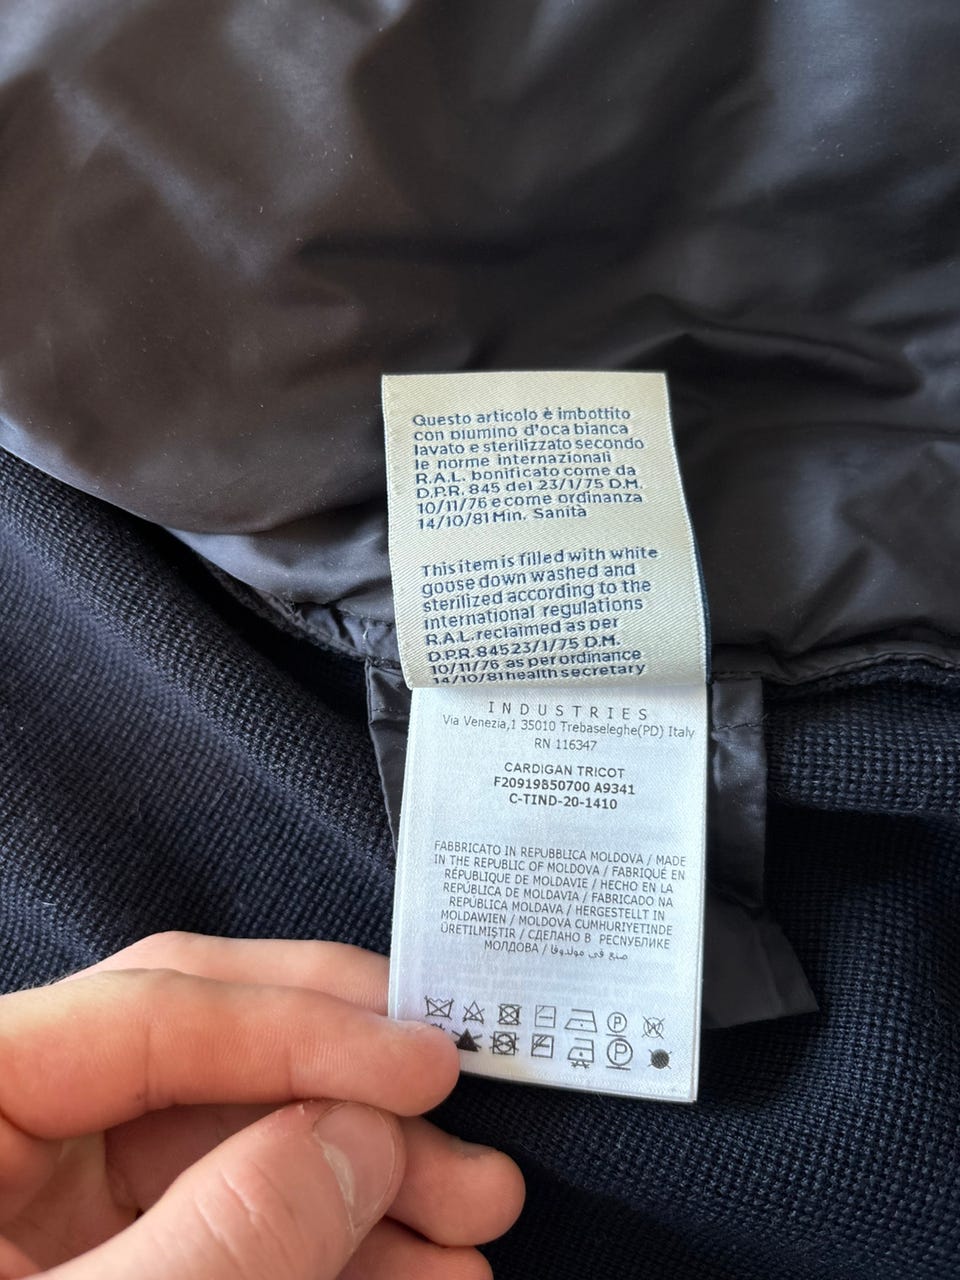 Questo articolo è imbottito
con piumino d'oca bianca
lavato e sterilizzato secondo
le norme internazionali
R.A.L. bonificato come da
D.P.R. 845 del 23/1/75 D.M.
10/11/76 e come ordinanza
14/10/81 Min. Sanità
This item is filled with white
goose down washed and
sterilized according to the
international regulations
R.A.L. reclaimed as per
D.P.R. 845 23/1/75 D.M.
10/11/76 as per ordinance
14/10/81 health secretary
INDUSTRIES
Via Venezia,1 35010 Trebaseleghe(PD) Italy
RN 116347
CARDIGAN TRICOT
F20919B50700 A9341
C-TIND-20-1410
FABBRICATO IN REPUBBLICA MOLDOVA / MADE
IN THE REPUBLIC OF MOLDOVA / FABRIQUÉ EN
RÉPUBLIQUE DE MOLDAVIE / HECHO EN LA
REPÚBLICA DE MOLDAVIA / FABRICADO NA
REPÚBLICA MOLDAVA / HERGESTELLT IN
MOLDAWIEN / MOLDOVA CUMHURIYETINDE
ÜRETILMIŞTIR / СДЕЛАНО В РЕСПУБЛИКЕ
МОЛДОВА / صنع في مولدوفا
P W
P